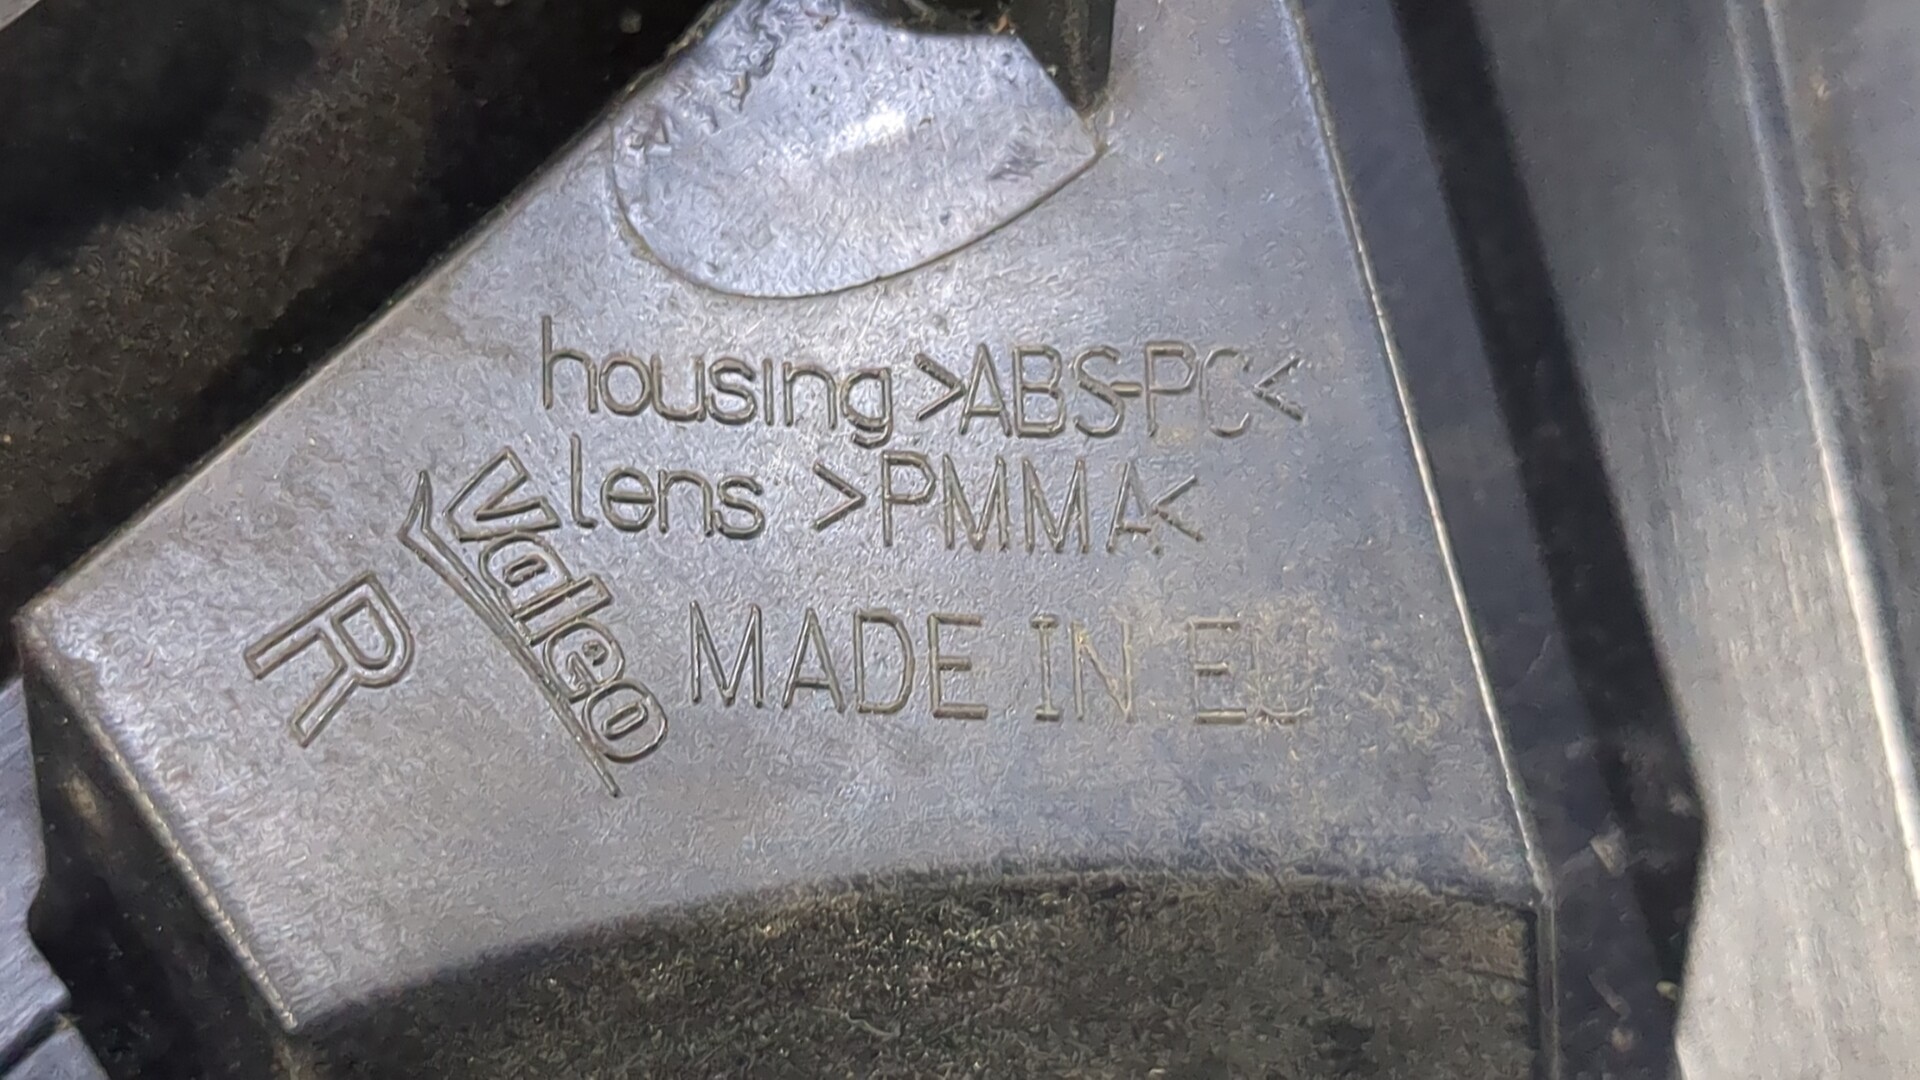 housing >ABS-PC<
lens >PMMA<
Valeo
R
MADE IN EU